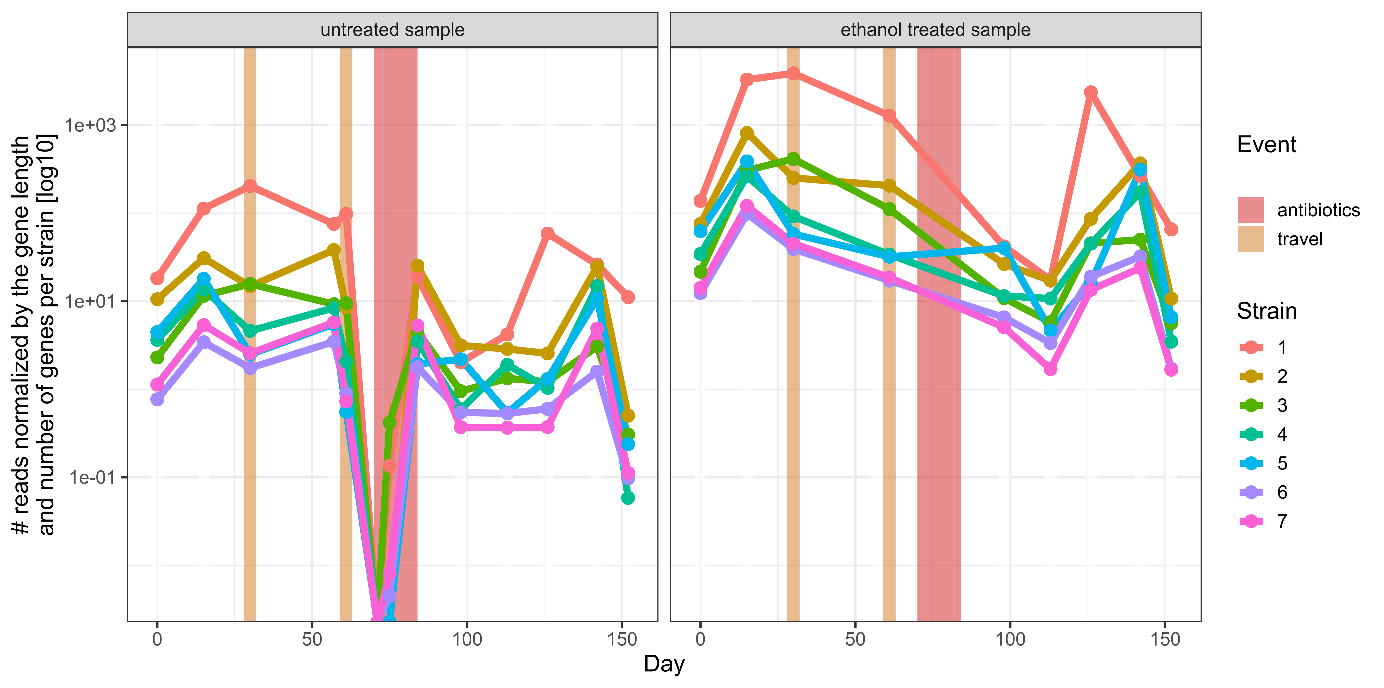 untreated sample
ethanol treated sample
# reads normalized by the gene length
and number of genes per strain [log10]
1e+03
1e+01
1e-01
0
50
100
150
0
50
100
150
Day
Event
antibiotics
travel
Strain
1
2
3
4
5
6
7